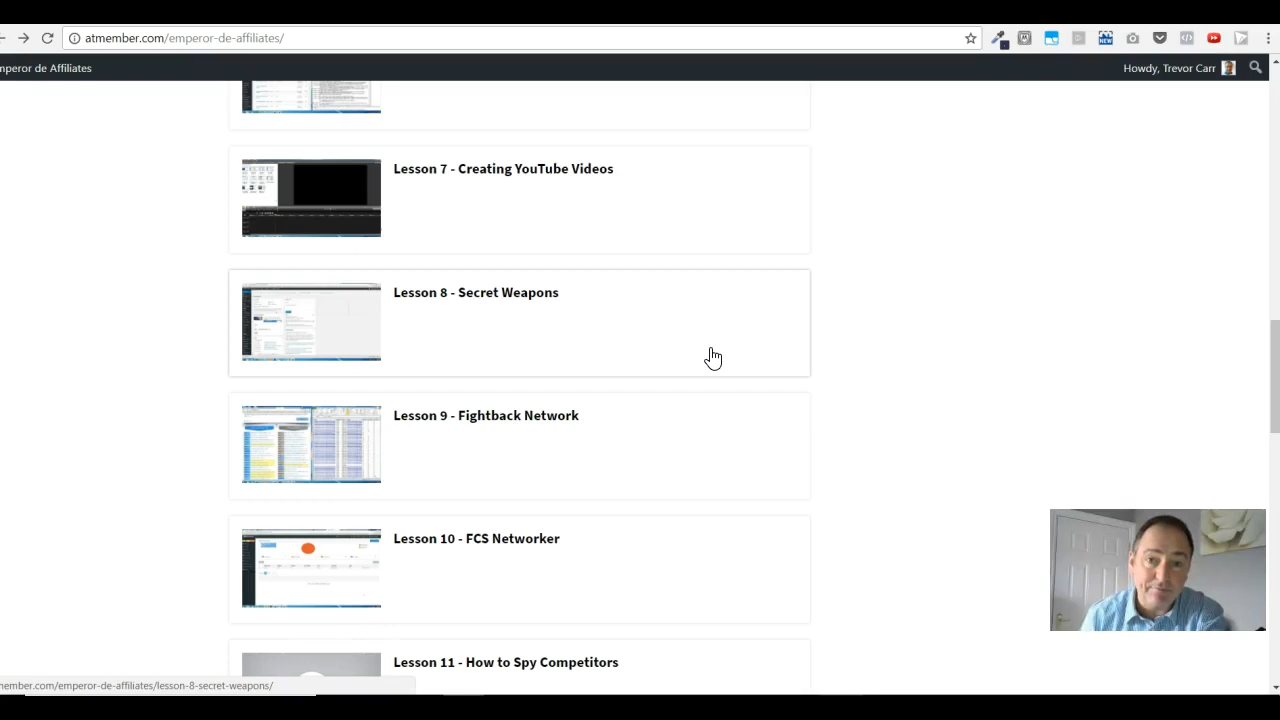 atmember.com/emperor-de-affiliates/
mperor de Affiliates
Howdy, Trevor Carr
NEW
Lesson 7 - Creating YouTube Videos
Lesson 8 - Secret Weapons
Lesson 9 - Fightback Network
Lesson 10 - FCS Networker
Lesson 11 - How to Spy Competitors
member.com/emperor-de-affiliates/lesson-8-secret-weapons/